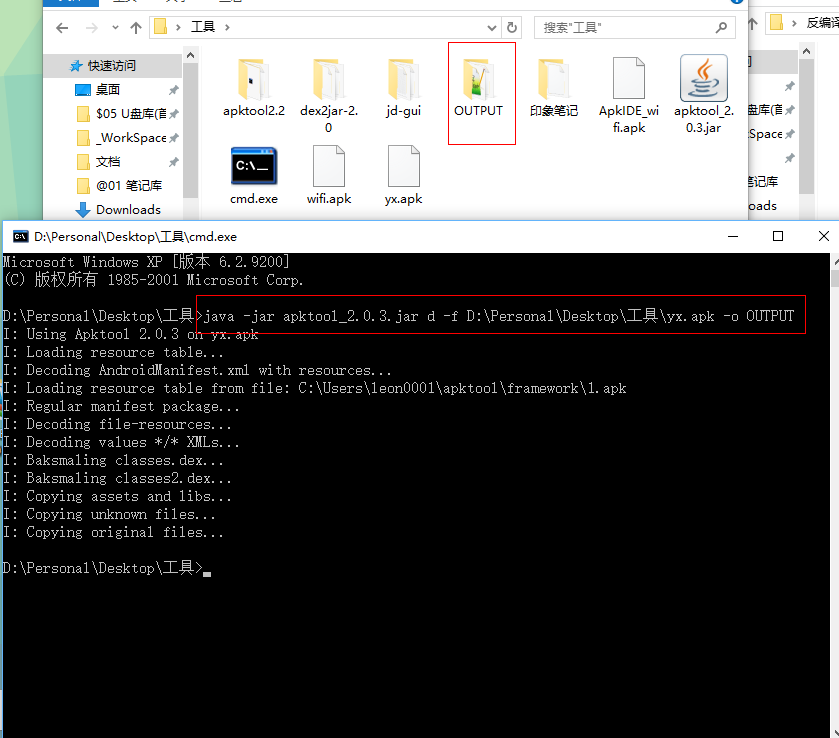 工具
搜索"工具"
反编译
快速访问
桌面
$05 U盘库(首
_WorkSpace
文档
@01 笔记库
Downloads
apktool2.2
dex2jar-2.0
jd-gui
OUTPUT
印象笔记
ApkIDE_wifi.apk
apktool_2.0.3.jar
cmd.exe
wifi.apk
yx.apk
盘库(首
Space
笔记库
oads
D:\Personal\Desktop\工具\cmd.exe
Microsoft Windows XP [版本 6.2.9200]
(C) 版权所有 1985-2001 Microsoft Corp.
D:\Personal\Desktop\工具>java -jar apktool_2.0.3.jar d -f D:\Personal\Desktop\工具\yx.apk -o OUTPUT
I: Using Apktool 2.0.3 on yx.apk
I: Loading resource table...
I: Decoding AndroidManifest.xml with resources...
I: Loading resource table from file: C:\Users\leon0001\apktool\framework\1.apk
I: Regular manifest package...
I: Decoding file-resources...
I: Decoding values */* XMLs...
I: Baksmaling classes.dex...
I: Baksmaling classes2.dex...
I: Copying assets and libs...
I: Copying unknown files...
I: Copying original files...
D:\Personal\Desktop\工具>